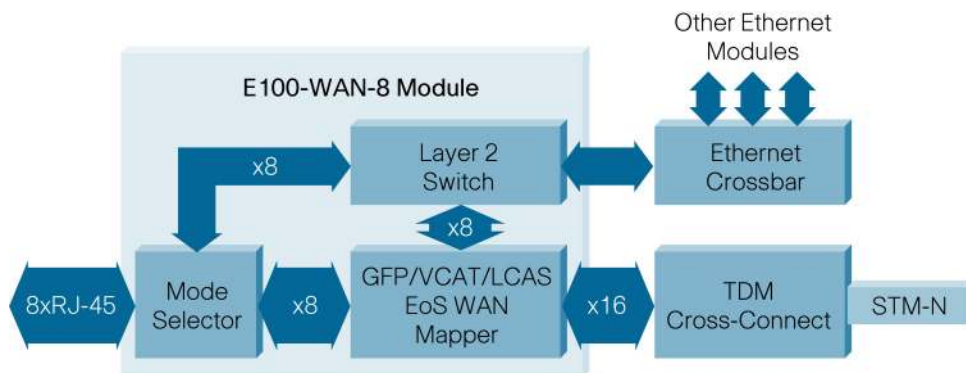 Other Ethernet
Modules
E100-WAN-8 Module
x8
Layer 2
Switch
Ethernet
Crossbar
x8
8xRJ-45
Mode
Selector
x8
GFP/VCAT/LCAS
EoS WAN
Mapper
x16
TDM
Cross-Connect
STM-N